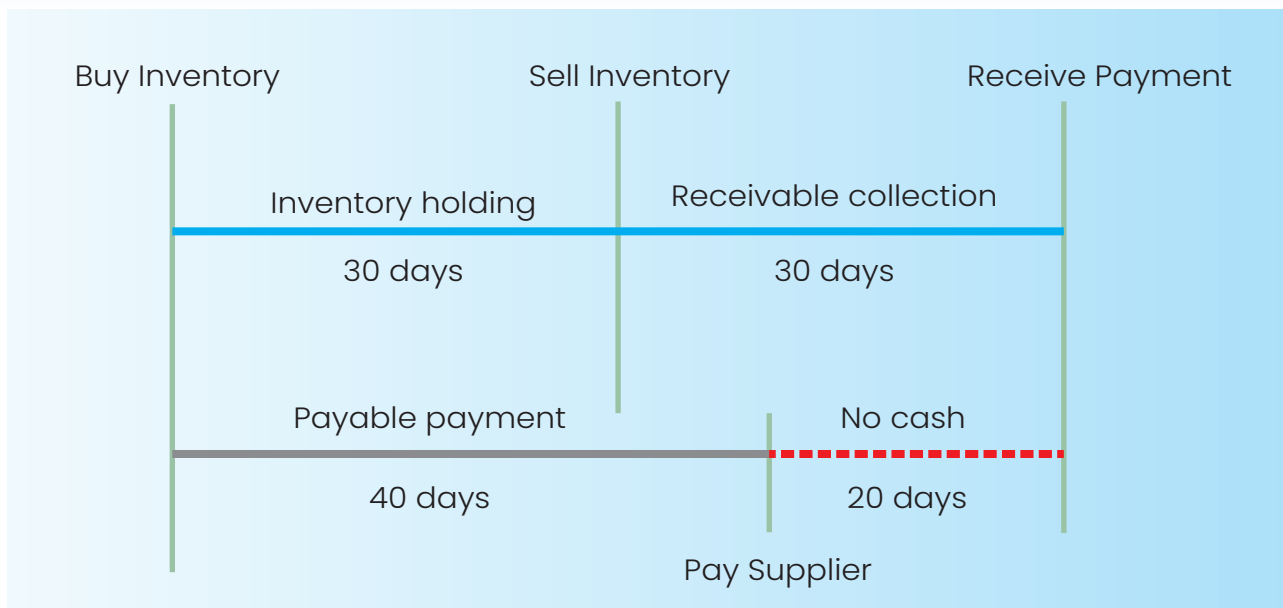 Buy Inventory
Sell Inventory
Receive Payment
Inventory holding
Receivable collection
30 days
30 days
Payable payment
No cash
40 days
20 days
Pay Supplier